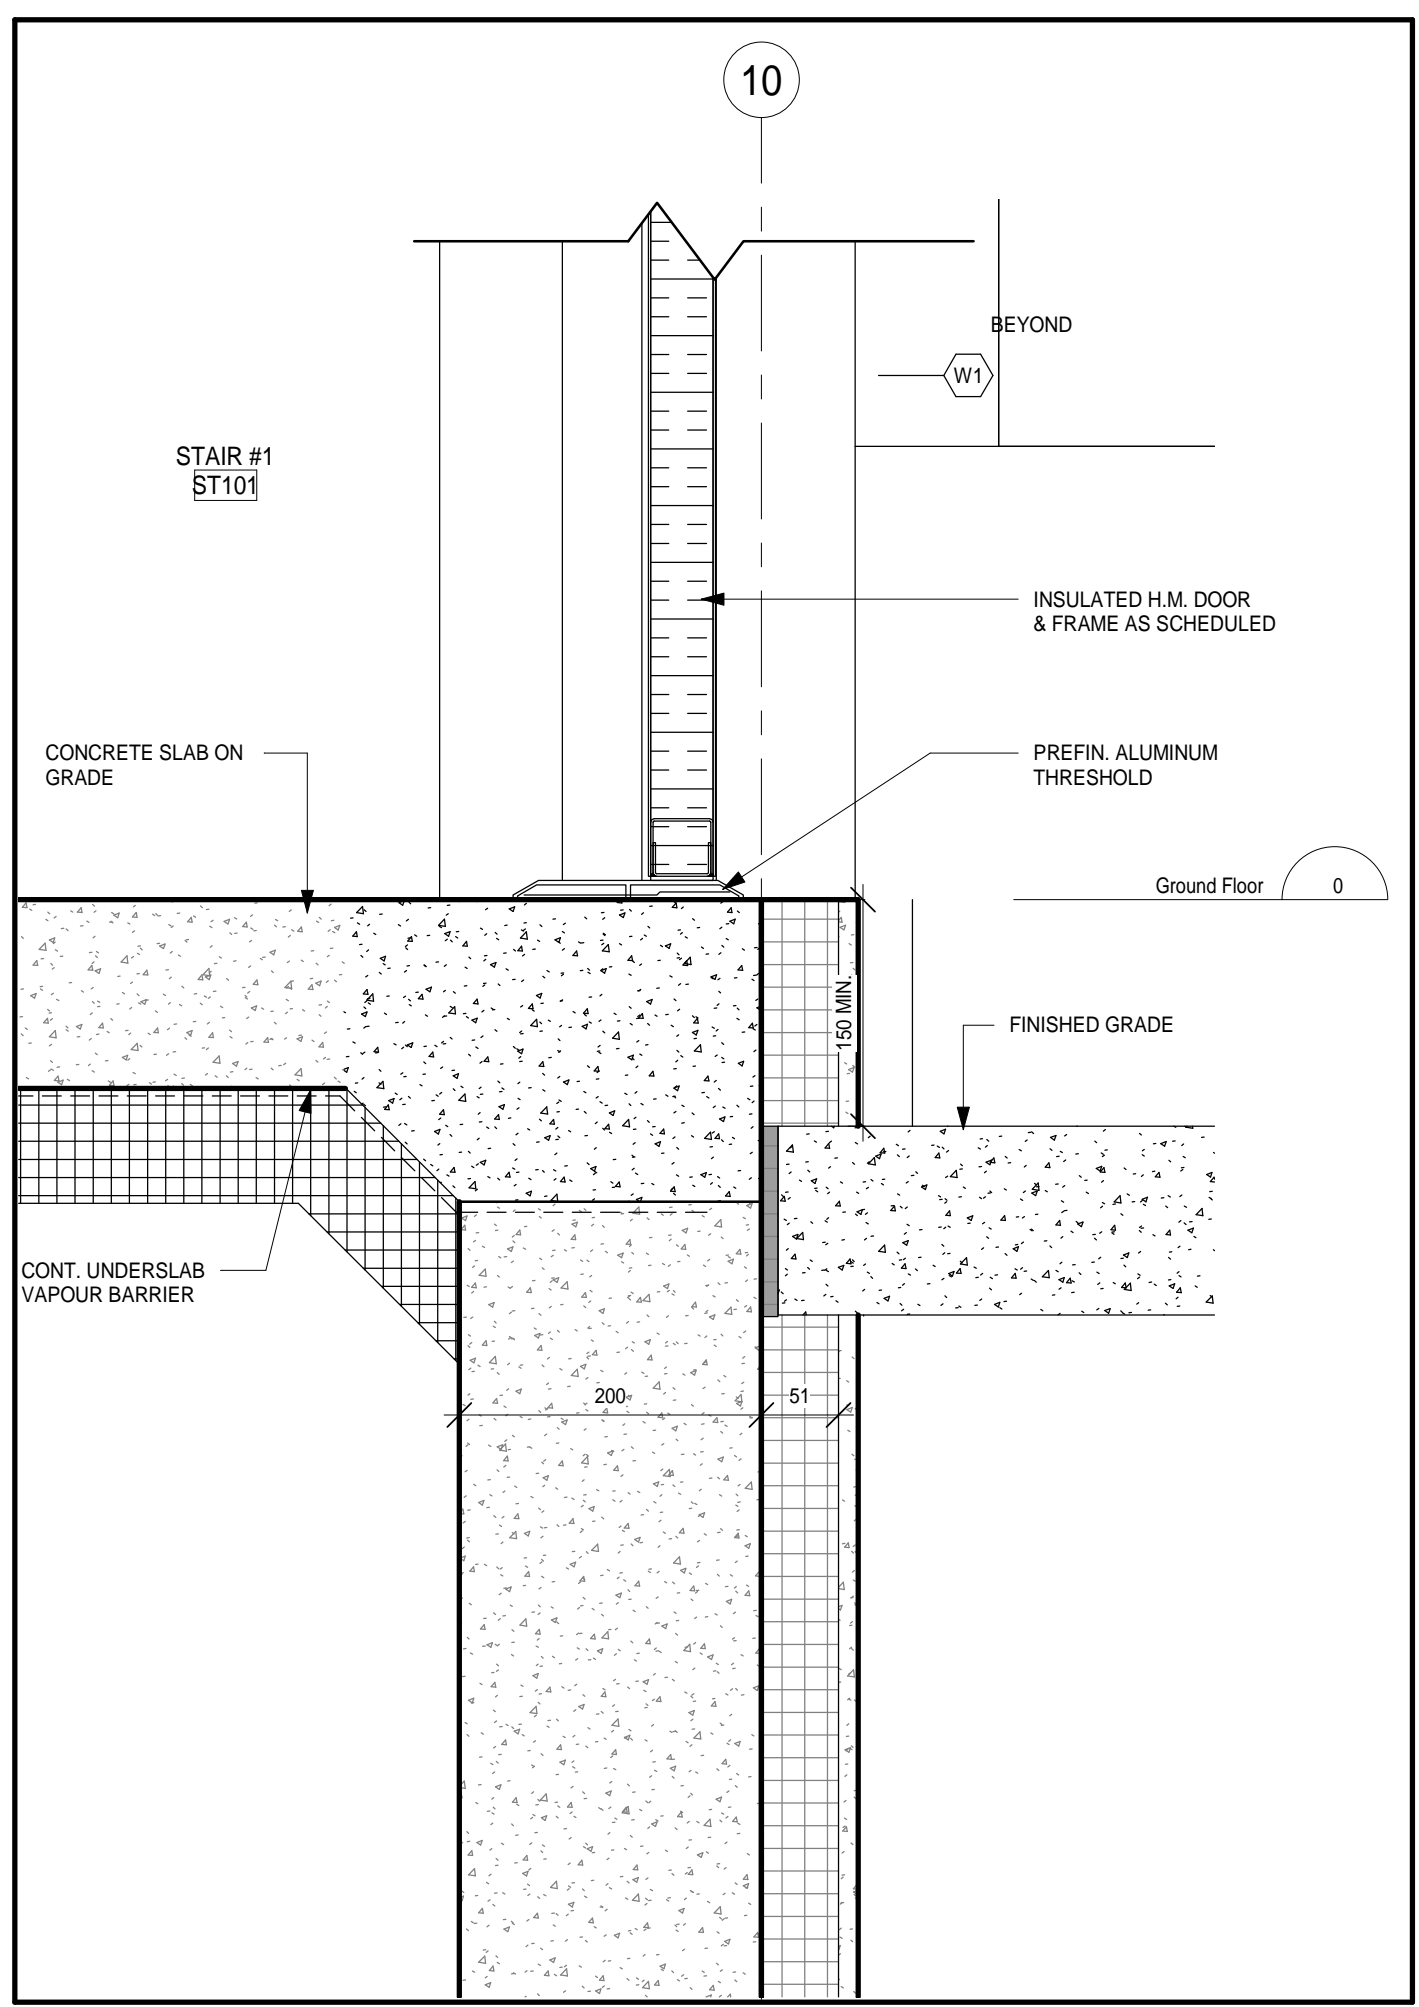 10
BEYOND
W1
STAIR #1
ST101
INSULATED H.M. DOOR
& FRAME AS SCHEDULED
CONCRETE SLAB ON
GRADE
PREFIN. ALUMINUM
THRESHOLD
Ground Floor
0
150 MIN.
FINISHED GRADE
CONT. UNDERSLAB
VAPOUR BARRIER
200
51